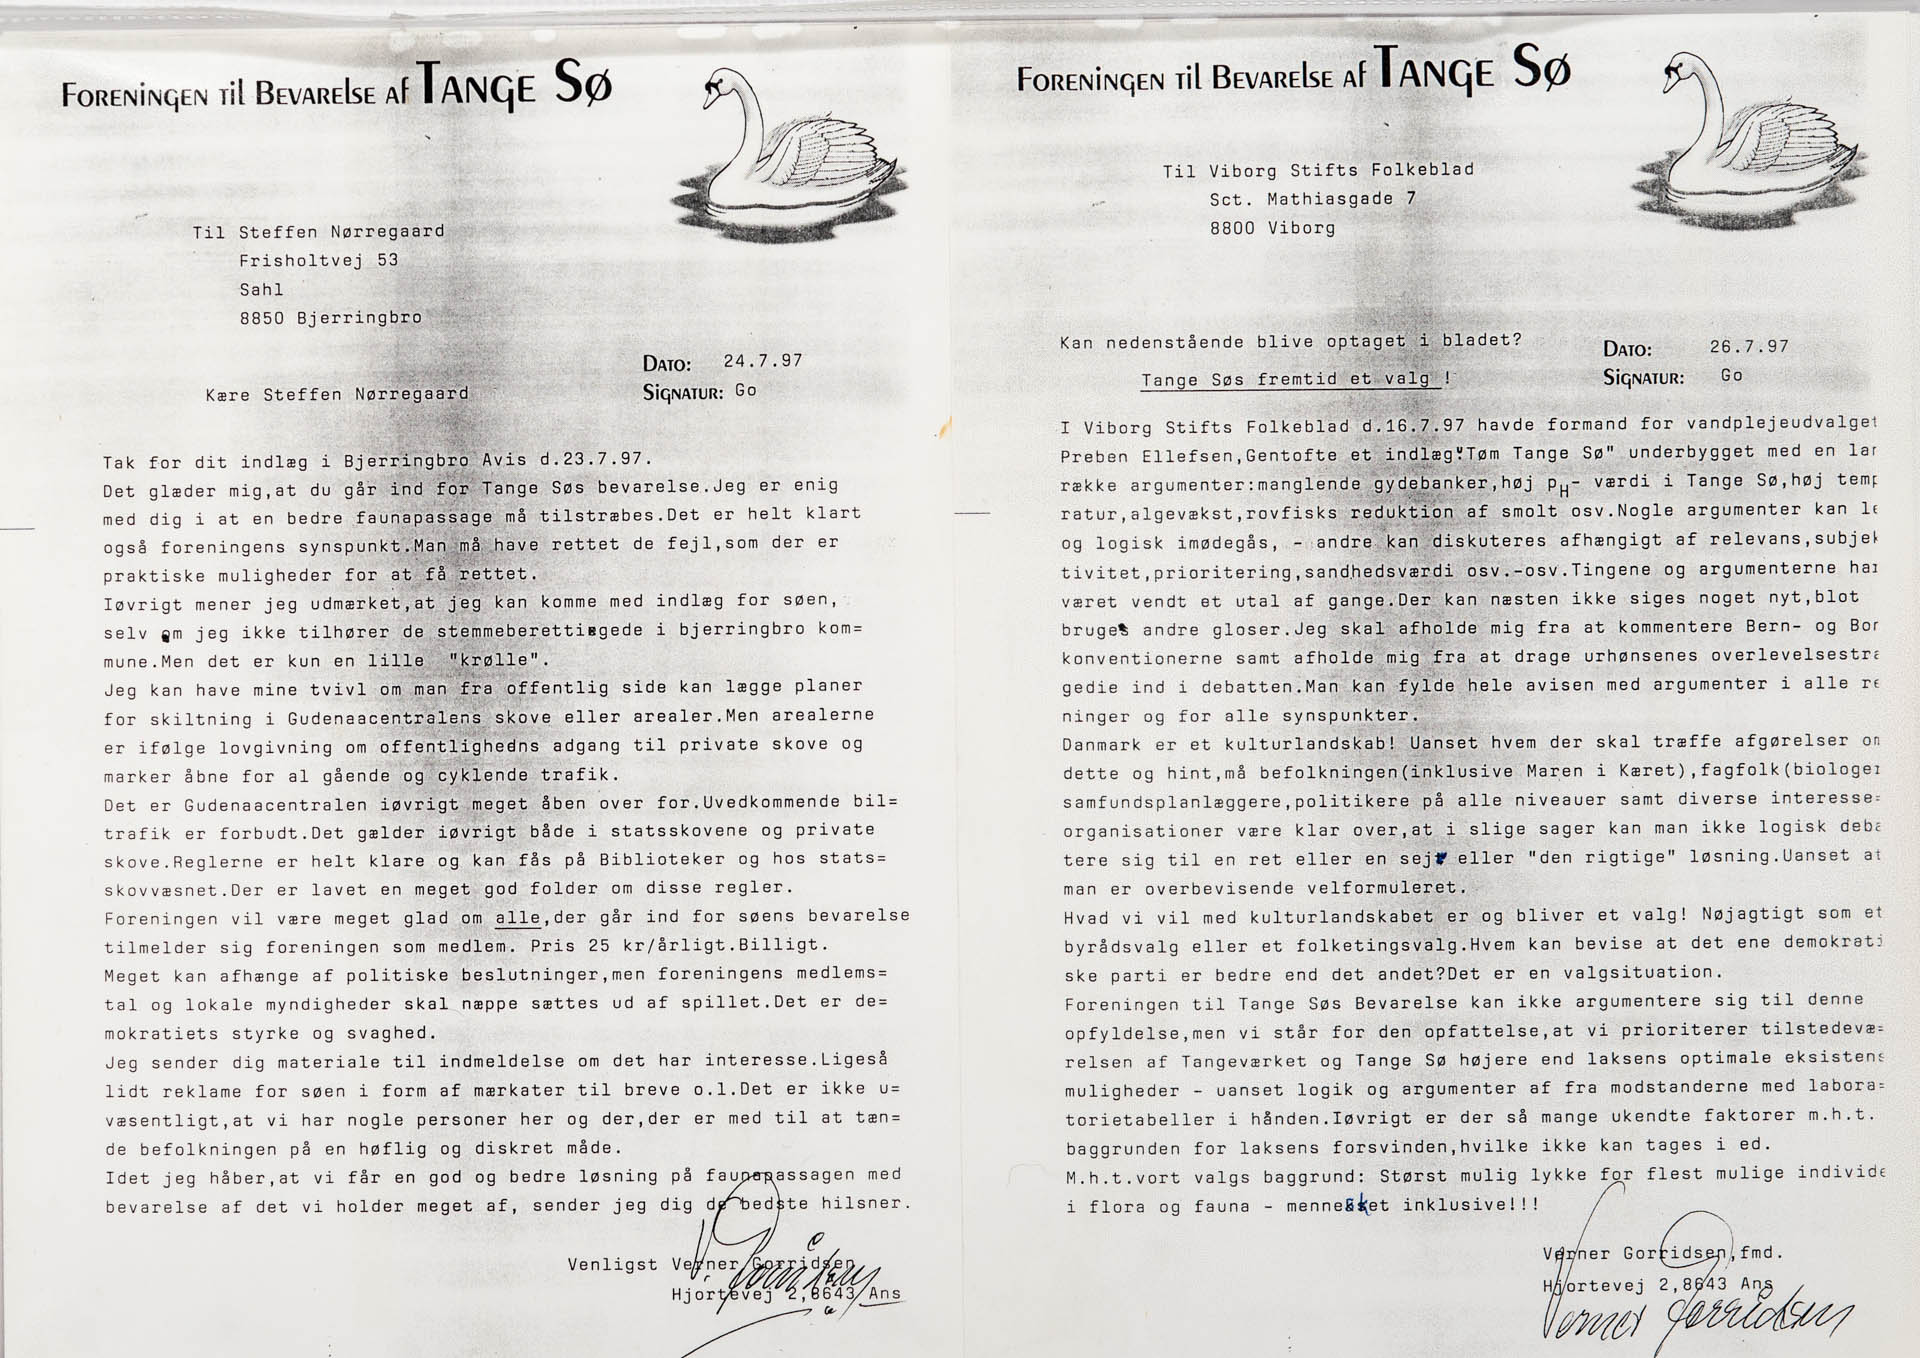 Foreningen til Bevarelse af Tange Sø
Til Steffen Nørregaard
Frisholtvej 53
Sahl
8850 Bjerringbro
Dato: 24.7.97
Signatur: Go
Kære Steffen Nørregaard
Tak for dit indlæg i Bjerringbro Avis d.23.7.97.
Det glæder mig,at du går ind for Tange Søs bevarelse.Jeg er enig
med dig i at en bedre faunapassage må tilstræbes.Det er helt klart
også foreningens synspunkt.Man må have rettet de fejl,som der er
praktiske muligheder for at få rettet.
Iøvrigt mener jeg udmærket,at jeg kan komme med indlæg for søen,
selv om jeg ikke tilhører de stemmeberettigede i bjerringbro kom=
mune.Men det er kun en lille "krølle".
Jeg kan have mine tvivl om man fra offentlig side kan lægge planer
for skiltning i Gudenaacentralens skove eller arealer.Men arealerne
er ifølge lovgivning om offentlighedns adgang til private skove og
marker åbne for al gående og cyklende trafik.
Det er Gudenaacentralen iøvrigt meget åben over for.Uvedkommende bil=
trafik er forbudt.Det gælder iøvrigt både i statsskovene og private
skove.Reglerne er helt klare og kan fås på Biblioteker og hos stats=
skovvæsnet.Der er lavet en meget god folder om disse regler.
Foreningen vil være meget glad om alle,der går ind for søens bevarelse
tilmelder sig foreningen som medlem. Pris 25 kr/årligt.Billigt.
Meget kan afhænge af politiske beslutninger,men foreningens medlems=
tal og lokale myndigheder skal næppe sættes ud af spillet.Det er de=
mokratiets styrke og svaghed.
Jeg sender dig materiale til indmeldelse om det har interesse.Ligeså
lidt reklame for søen i form af mærkater til breve o.l.Det er ikke u=
væsentligt,at vi har nogle personer her og der,der er med til at tæn=
de befolkningen på en høflig og diskret måde.
Idet jeg håber,at vi får en god og bedre løsning på faunapassagen med
bevarelse af det vi holder meget af, sender jeg dig de bedste hilsner.
Venligst Verner Gorridsen
Hjortevej 2,8643 Ans
Foreningen til Bevarelse af Tange Sø
Til Viborg Stifts Folkeblad
Sct. Mathiasgade 7
8800 Viborg
Kan nedenstående blive optaget i bladet?
Dato: 26.7.97
Signatur: Go
Tange Søs fremtid et valg !
I Viborg Stifts Folkeblad d.16.7.97 havde formand for vandplejeudvalget
Preben Ellefsen,Gentofte et indlæg"Tøm Tange Sø" underbygget med en lan
række argumenter:manglende gydebanker,høj pH- værdi i Tange Sø,høj temp
ratur,algevækst,rovfisks reduktion af smolt osv.Nogle argumenter kan le
og logisk imødegås, - andre kan diskuteres afhængigt af relevans,subjek
tivitet,prioritering,sandhedsværdi osv.-osv.Tingene og argumenterne har
været vendt et utal af gange.Der kan næsten ikke siges noget nyt,blot
bruges andre gloser.Jeg skal afholde mig fra at kommentere Bern- og Bon
konventionerne samt afholde mig fra at drage urhønsenes overlevelsestra
gedie ind i debatten.Man kan fylde hele avisen med argumenter i alle re
ninger og for alle synspunkter.
Danmark er et kulturlandskab! Uanset hvem der skal træffe afgørelser om
dette og hint,må befolkningen(inklusive Maren i Kæret),fagfolk(biologer
samfundsplanlæggere,politikere på alle niveauer samt diverse interesse=
organisationer være klar over,at i slige sager kan man ikke logisk deba
tere sig til en ret eller en sejr eller "den rigtige" løsning.Uanset at
man er overbevisende velformuleret.
Hvad vi vil med kulturlandskabet er og bliver et valg! Nøjagtigt som et
byrådsvalg eller et folketingsvalg.Hvem kan bevise at det ene demokrati
ske parti er bedre end det andet?Det er en valgsituation.
Foreningen til Tange Søs Bevarelse kan ikke argumentere sig til denne
opfyldelse,men vi står for den opfattelse,at vi prioriterer tilstedevæ=
relsen af Tangeværket og Tange Sø højere end laksens optimale eksistens
muligheder - uanset logik og argumenter af fra modstanderne med labora=
torietabeller i hånden.Iøvrigt er der så mange ukendte faktorer m.h.t.
baggrunden for laksens forsvinden,hvilke ikke kan tages i ed.
M.h.t.vort valgs baggrund: Størst mulig lykke for flest mulige individe
i flora og fauna - mennesket inklusive!!!
Verner Gorridsen,fmd.
Hjortevej 2,8643 Ans
Verner Gorridsen